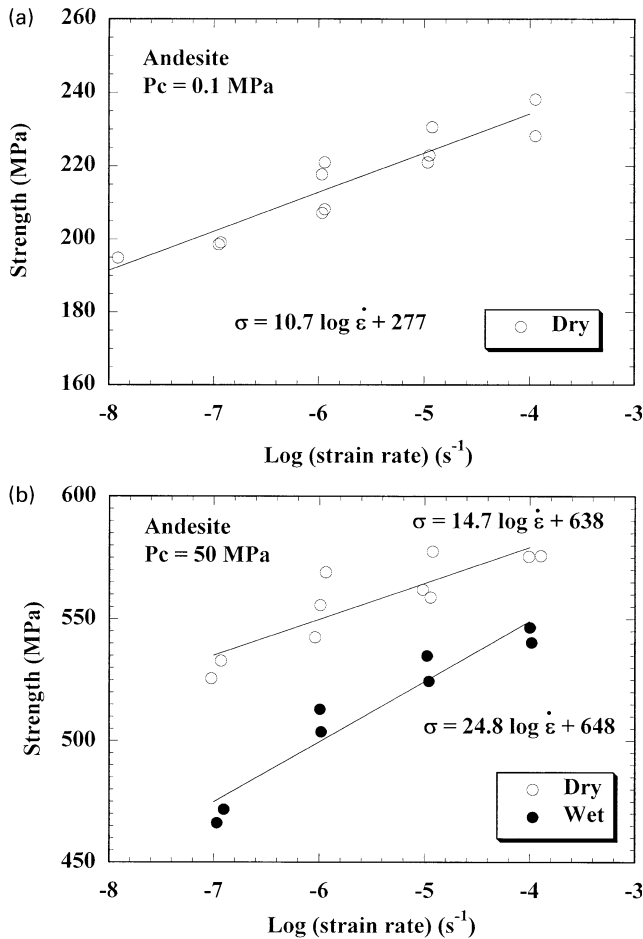 (a)
Andesite
Pc = 0.1 MPa
260
240
220
200
180
160
Strength (MPa)
σ = 10.7 log ε̇ + 277
Dry
-8 -7 -6 -5 -4 -3
Log (strain rate) (s⁻¹)
(b)
Andesite
Pc = 50 MPa
600
550
500
450
Strength (MPa)
σ = 14.7 log ε̇ + 638
σ = 24.8 log ε̇ + 648
Dry
Wet
-8 -7 -6 -5 -4 -3
Log (strain rate) (s⁻¹)